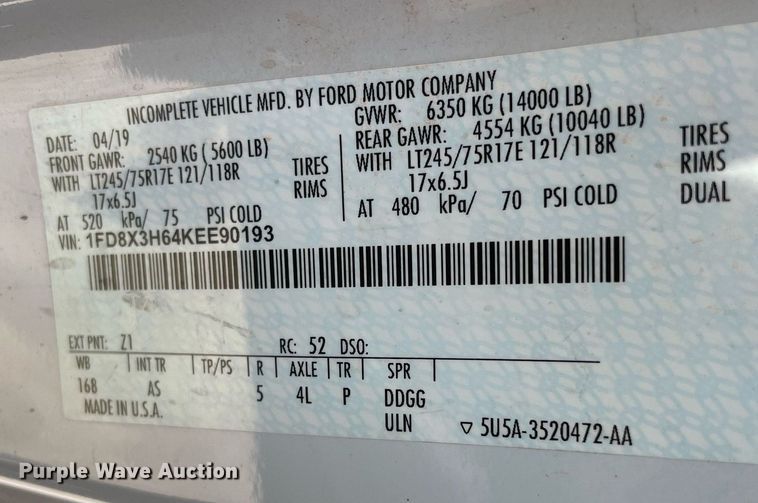 INCOMPLETE VEHICLE MFD. BY FORD MOTOR COMPANY
DATE: 04/19
GVWR: 6350 KG (14000 LB)
FRONT GAWR: 2540 KG (5600 LB)
REAR GAWR: 4554 KG (10040 LB)
WITH LT245/75R17E 121/118R TIRES
WITH LT245/75R17E 121/118R TIRES
17x6.5J RIMS
17x6.5J RIMS
AT 520 kPa/ 75 PSI COLD
AT 480 kPa/ 70 PSI COLD DUAL
VIN: 1FD8X3H64KEE90193
EXT PNT: Z1 RC: 52 DSO:
WB INT TR TP/PS R AXLE TR SPR
168 AS 5 4L P DDGG
MADE IN U.S.A. ULN ▽ 5U5A-3520472-AA
Purple Wave Auction